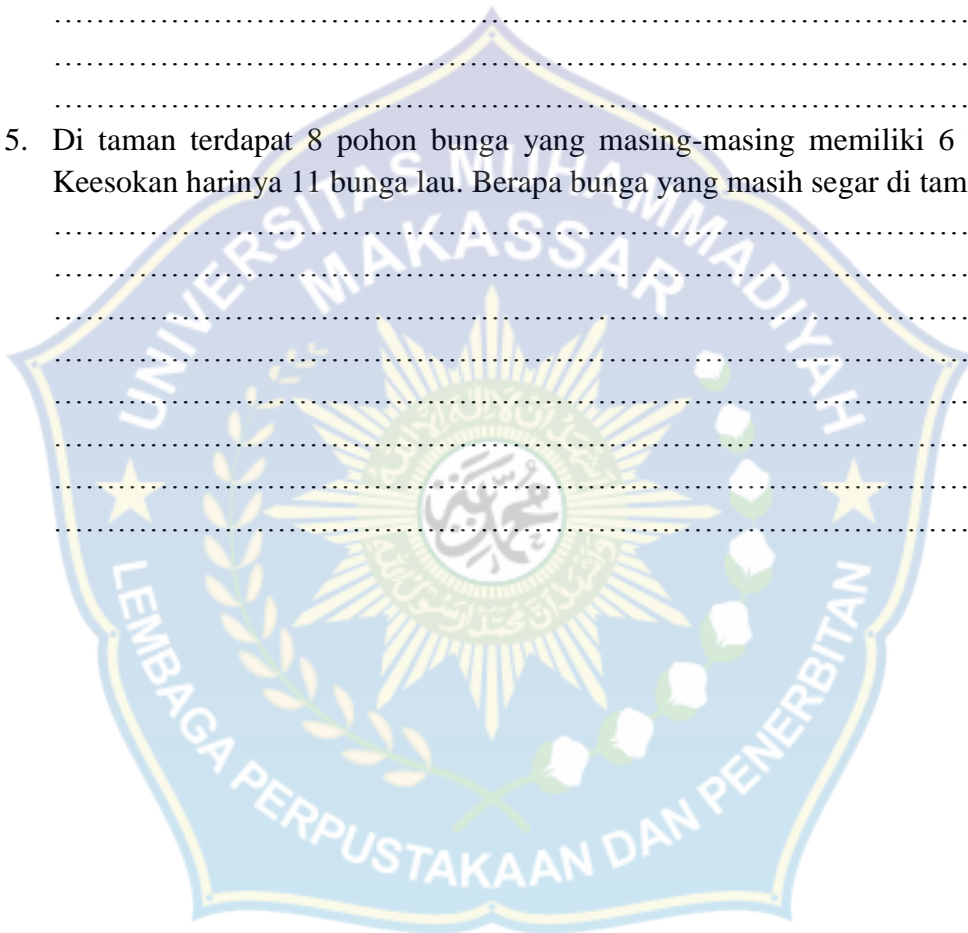 ……………………………………………………………………
……………………………………………………………………
……………………………………………………………………
5. Di taman terdapat 8 pohon bunga yang masing-masing memiliki 6
Keesokan harinya 11 bunga lau. Berapa bunga yang masih segar di tam
……………………………………………………………………
……………………………………………………………………
……………………………………………………………………
……………………………………………………………………
……………………………………………………………………
……………………………………………………………………
……………………………………………………………………
……………………………………………………………………
UNIVERSITAS MUHAMMADIYAH
MAKASSAR
LEMBAGA PERPUSTAKAAN DAN PENERBITAN